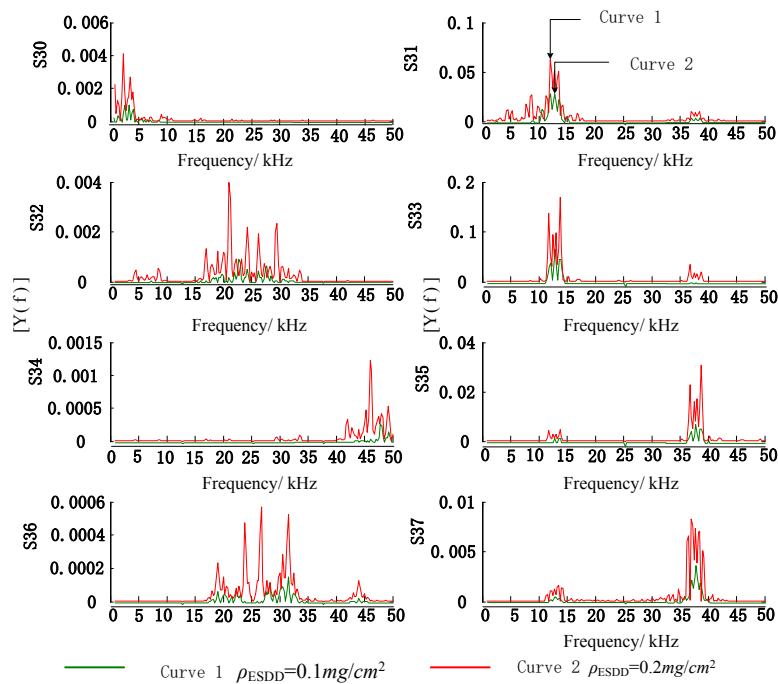 0.006
0.004
0.002
0
S30
0 5 10 15 20 25 30 35 40 45 50
Frequency/ kHz
0.1
0.05
0
S31
0 5 10 15 20 25 30 35 40 45 50
Frequency/ kHz
Curve 1
Curve 2
0.004
0.002
0
S32
0 5 10 15 20 25 30 35 40 45 50
Frequency/ kHz
0.2
0.1
0
S33
0 5 10 15 20 25 30 35 40 45 50
Frequency/ kHz
[Y(f)]
0.0015
0.001
0.0005
0
S34
0 5 10 15 20 25 30 35 40 45 50
Frequency/ kHz
0.04
0.02
0
S35
0 5 10 15 20 25 30 35 40 45 50
Frequency/ kHz
[Y(f)]
0.0006
0.0004
0.0002
0
S36
0 5 10 15 20 25 30 35 40 45 50
Frequency/ kHz
0.01
0.005
0
S37
0 5 10 15 20 25 30 35 40 45 50
Frequency/ kHz
Curve 1 ρESDD=0.1mg/cm² Curve 2 ρESDD=0.2mg/cm²